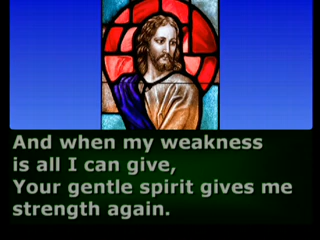 And when my weakness
is all I can give,
Your gentle spirit gives me
strength again.